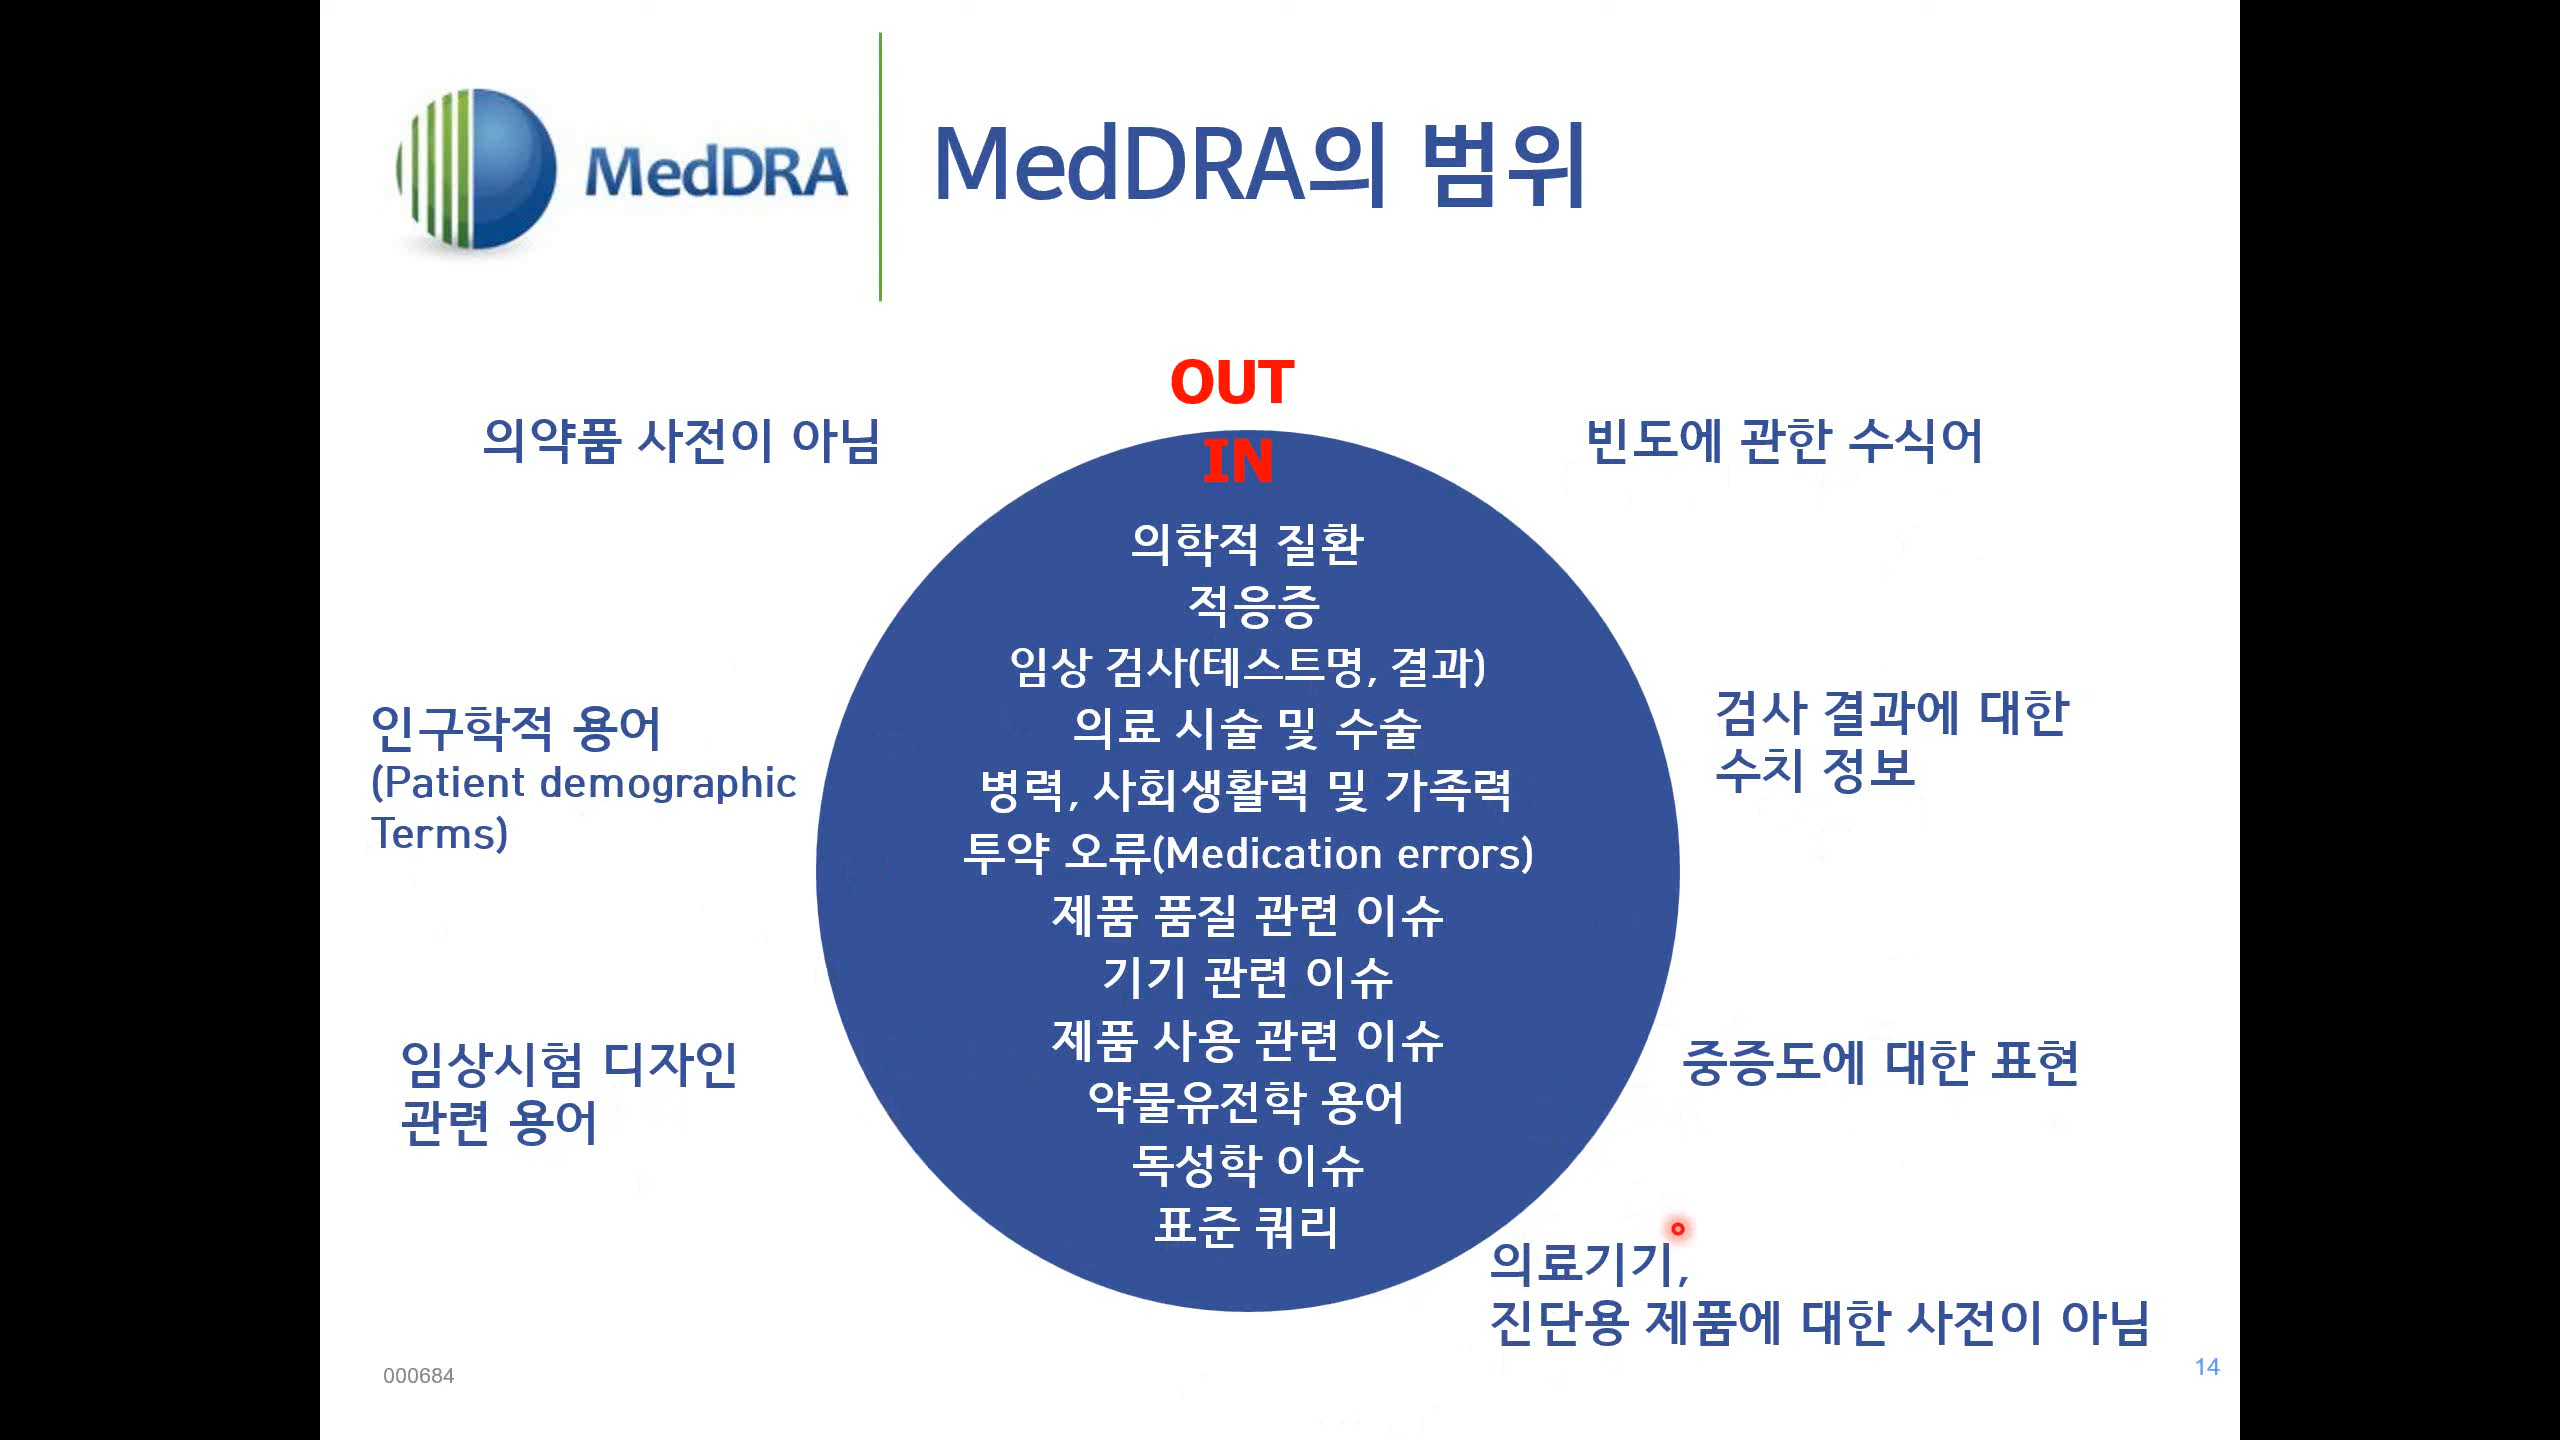 MedDRA
MedDRA의 범위
OUT
IN
의약품 사전이 아님
빈도에 관한 수식어
의학적 질환
적응증
임상 검사(테스트명, 결과)
의료 시술 및 수술
병력, 사회생활력 및 가족력
투약 오류(Medication errors)
제품 품질 관련 이슈
기기 관련 이슈
제품 사용 관련 이슈
약물유전학 용어
독성학 이슈
표준 쿼리
인구학적 용어
(Patient demographic
Terms)
검사 결과에 대한
수치 정보
임상시험 디자인
관련 용어
중증도에 대한 표현
의료기기,
진단용 제품에 대한 사전이 아님
000684
14